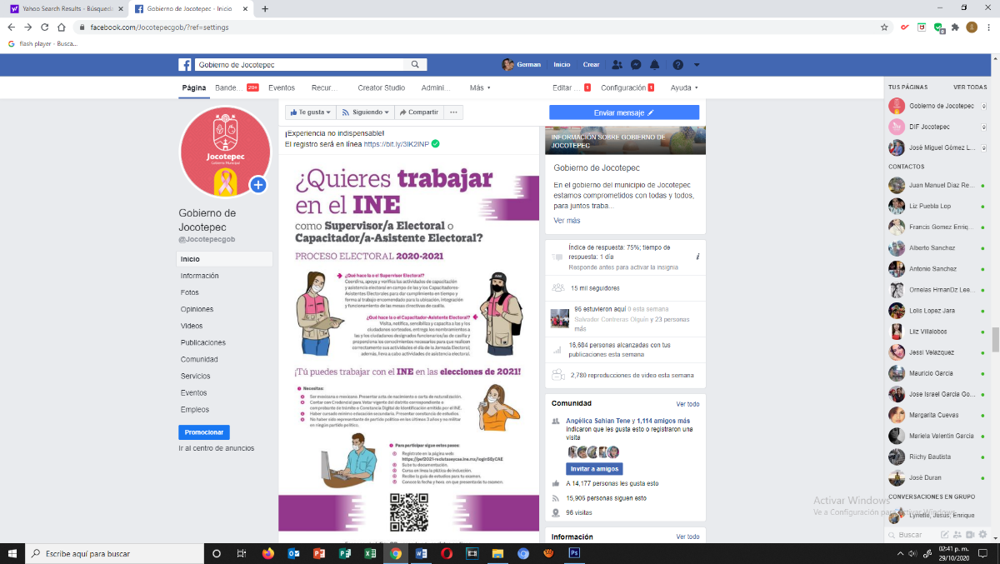 Yahoo Search Results - Búsqueda
Gobierno de Jocotepec - Inicio
facebook.com/Jocotepecgob/?ref=settings
flash player - Busca...
Gobierno de Jocotepec
German
Inicio
Crear
Página
Bande...
20+
Eventos
Recur...
Creator Studio
Admini...
Más
Editar ...
1
Configuración
1
Ayuda
Jocotepec
Gobierno Municipal
Gobierno de
Jocotepec
@Jocotepecgob
Inicio
Información
Fotos
Opiniones
Videos
Publicaciones
Comunidad
Servicios
Eventos
Empleos
Promocionar
Ir al centro de anuncios
Te gusta
Siguiendo
Compartir
¡Experiencia no indispensable!
El registro será en línea https://bit.ly/3IK2INP
¿Quieres trabajar
en el INE
como Supervisor/a Electoral o
Capacitador/a-Asistente Electoral?
PROCESO ELECTORAL 2020-2021
¿Qué hace la o el Supervisor Electoral?
Coordina, apoya y verifica las actividades de capacitación
y asistencia electoral en campo de las y los Capacitadores-
Asistentes Electorales para dar cumplimiento en tiempo y
forma al trabajo encomendado para la ubicación, integración
y funcionamiento de las mesas directivas de casilla.
¿Qué hace la o el Capacitador-Asistente Electoral?
Visita, notifica, sensibiliza y capacita a las y los
ciudadanos sorteados, entrega los nombramientos a
las y los ciudadanos designados funcionarios/as de casilla y
proporciona los conocimientos necesarios para que realicen
correctamente sus actividades el día de la Jornada Electoral;
además, lleva a cabo actividades de asistencia electoral.
¡Tú puedes trabajar con el INE en las elecciones de 2021!
Necesitas:
Ser mexicana o mexicano. Presentar acta de nacimiento o carta de naturalización.
Contar con Credencial para Votar vigente del distrito correspondiente o
comprobante de trámite o Constancia Digital de Identificación emitida por el INE.
Haber cursado mínimo educación secundaria. Presentar constancia de estudios.
No haber sido representante de partido político en los últimos 3 años y no militar
en ningún partido político.
Para participar sigue estos pasos:
Regístrate en la página web:
https://pef2021-reclutaseycae.ine.mx/loginSEyCAE
Sube tu documentación.
Cursa en línea la plática de inducción.
Recibe la guía de estudios para tu examen.
Conoce la fecha y hora en que presentarás tu examen.
Enviar mensaje
INFORMACIÓN SOBRE GOBIERNO DE
JOCOTEPEC
Gobierno de Jocotepec
En el gobierno del municipio de Jocotepec
estamos comprometidos con todas y todos,
para juntos traba...
Ver más
Índice de respuesta: 75%; tiempo de
respuesta: 1 día
Responde antes para activar la insignia
15 mil seguidores
96 estuvieron aquí 0 esta semana
Salvador Contreras Olguín y 23 personas
más
16,684 personas alcanzadas con tus
publicaciones esta semana
2,780 reproducciones de video esta semana
Comunidad
Ver todo
Angélica Sahian Tene y 1,114 amigos más
indicaron que les gusta esto o registraron una
visita
Invitar a amigos
A 14,177 personas les gusta esto
15,906 personas siguen esto
96 visitas
Información
Ver todo
TUS PÁGINAS
VER TODAS
Gobierno de Jocotepec
DIF Jocotepec
José Miguel Gómez L...
CONTACTOS
Juan Manuel Diaz Re...
Liz Puebla Lop
Francis Gomez Enriq...
Alberto Sanchez
Antonio Sanchez
Ornelas HrnanDz Lee...
Lolis Lopez Jara
Liiz Villalobos
Jessi Velazquez
Mauricio Garcia
Jose Israel Garcia Go...
Margarita Cuevas
Mariela Valentin Garcia
Riichy Bautista
José Duran
CONVERSACIONES EN GRUPO
Lynette, Jesús, Enrique
Buscar
Activar Windows
Ve a Configuración para activar Windows.
Escribe aquí para buscar
02:41 p. m.
29/10/2020